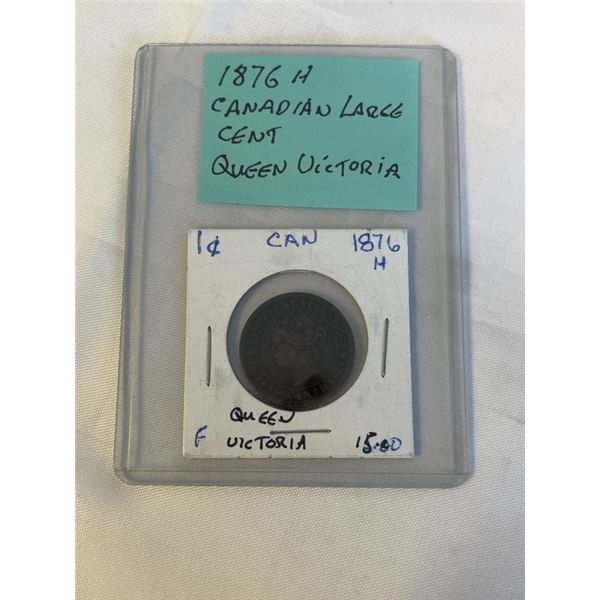 1876 H
CANADIAN LARGE
CENT
QUEEN VICTORIA
1¢ CAN 1876
H
QUEEN
F VICTORIA 15.00